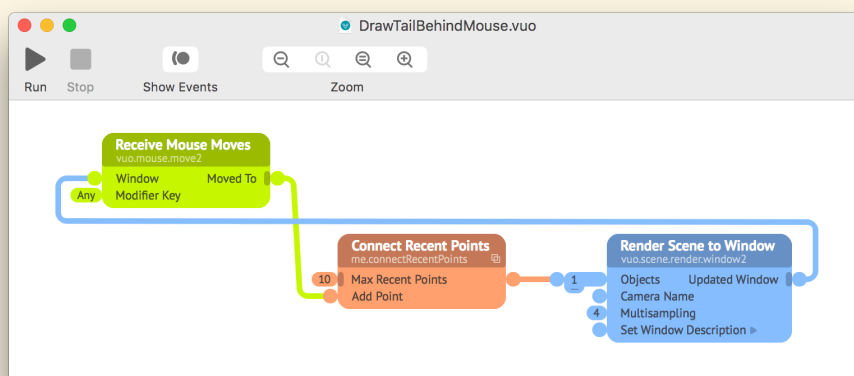 DrawTailBehindMouse.vuo
Run Stop Show Events Zoom
Receive Mouse Moves
vuo.mouse.move2
Window Moved To
Any Modifier Key
Connect Recent Points
me.connectRecentPoints
10 Max Recent Points
Add Point
Render Scene to Window
vuo.scene.render.window2
1 Objects Updated Window
Camera Name
4 Multisampling
Set Window Description